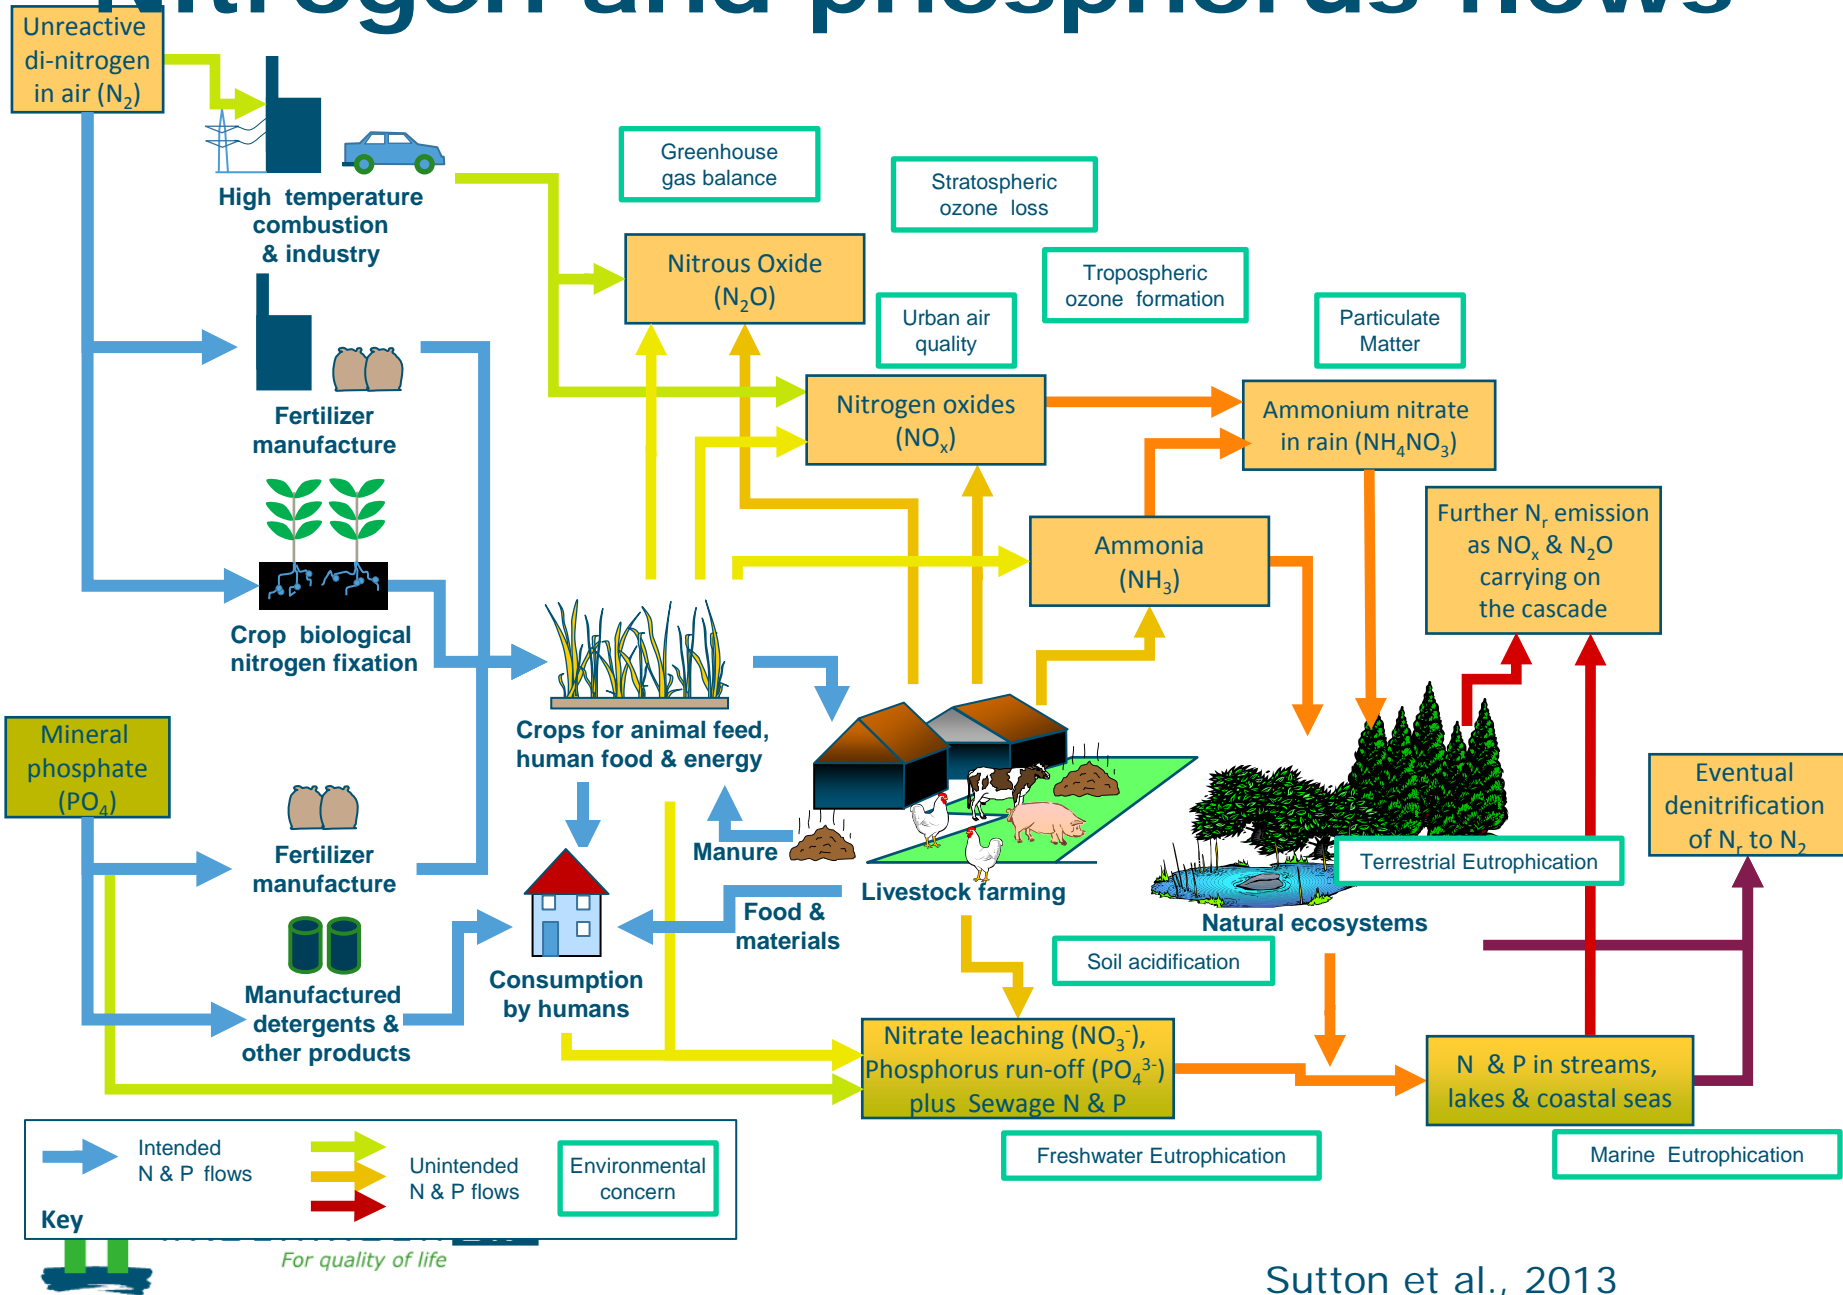 Nitrogen and phosphorus flows
Unreactive
di-nitrogen
in air (N₂)
High temperature
combustion
& industry
Greenhouse
gas balance
Stratospheric
ozone loss
Nitrous Oxide
(N₂O)
Tropospheric
ozone formation
Urban air
quality
Particulate
Matter
Fertilizer
manufacture
Nitrogen oxides
(NOₓ)
Ammonium nitrate
in rain (NH₄NO₃)
Further Nᵣ emission
as NOₓ & N₂O
carrying on
the cascade
Ammonia
(NH₃)
Crop biological
nitrogen fixation
Crops for animal feed,
human food & energy
Mineral
phosphate
(PO₄)
Eventual
denitrification
of Nᵣ to N₂
Fertilizer
manufacture
Manure
Terrestrial Eutrophication
Livestock farming
Food &
materials
Natural ecosystems
Soil acidification
Consumption
by humans
Manufactured
detergents &
other products
Nitrate leaching (NO₃⁻),
Phosphorus run-off (PO₄³⁻)
plus Sewage N & P
N & P in streams,
lakes & coastal seas
Freshwater Eutrophication
Marine Eutrophication
Intended
N & P flows
Unintended
N & P flows
Environmental
concern
Key
For quality of life
Sutton et al., 2013